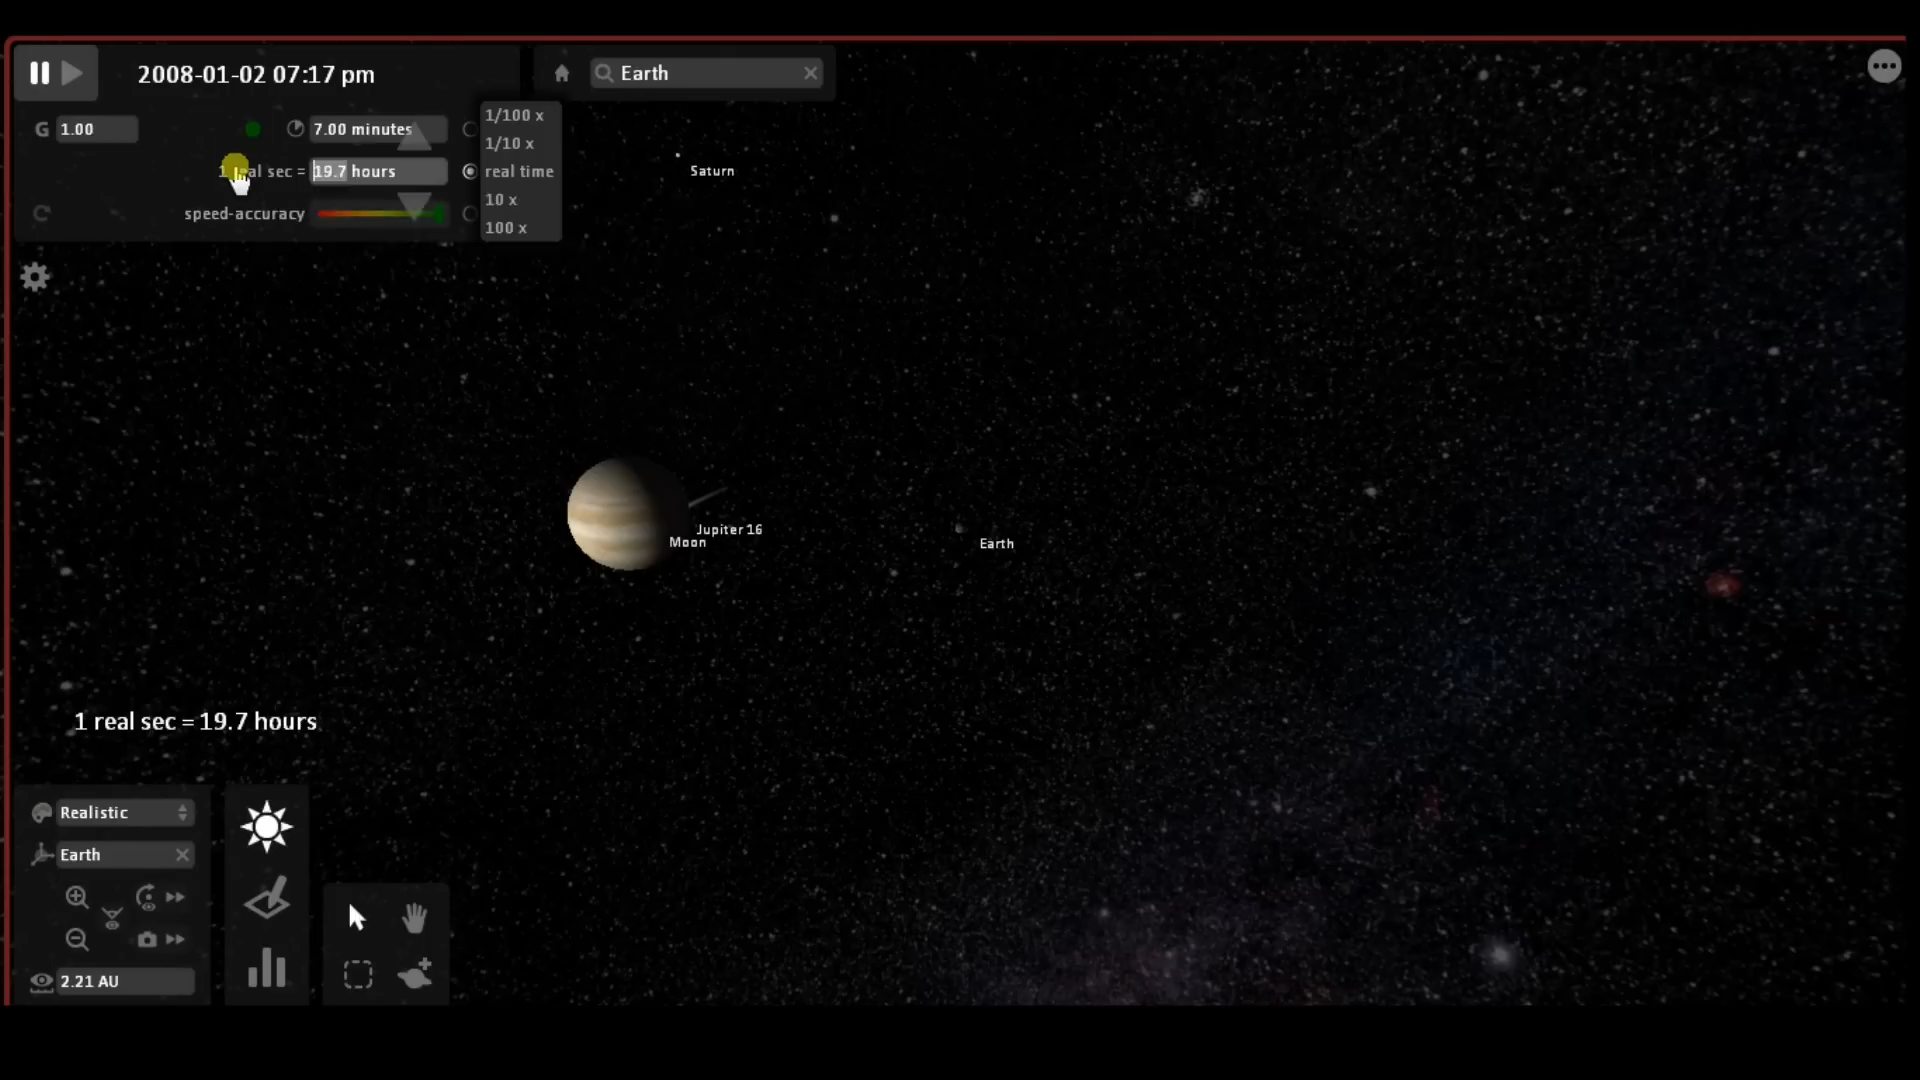 2008-01-02 07:17 pm
Earth
G 1.00
7.00 minutes
1/100 x
1/10 x
1 real sec = 19.7 hours
real time
10 x
speed-accuracy
100 x
Saturn
Jupiter 16
Moon
Earth
1 real sec = 19.7 hours
Realistic
Earth
2.21 AU